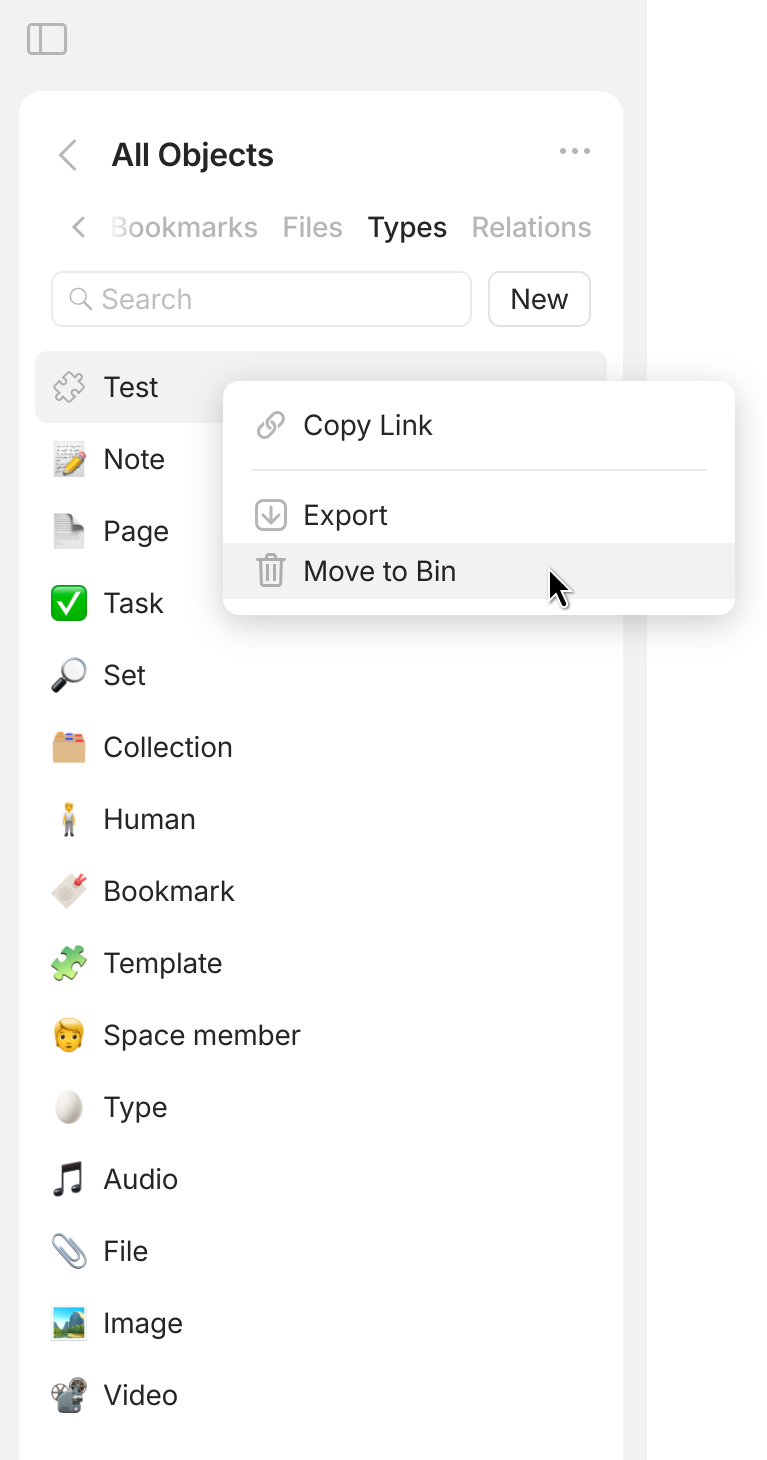 All Objects
Bookmarks Files Types Relations
Search New
Test
Copy Link
Note
Export
Page
Move to Bin
Task
Set
Collection
Human
Bookmark
Template
Space member
Type
Audio
File
Image
Video